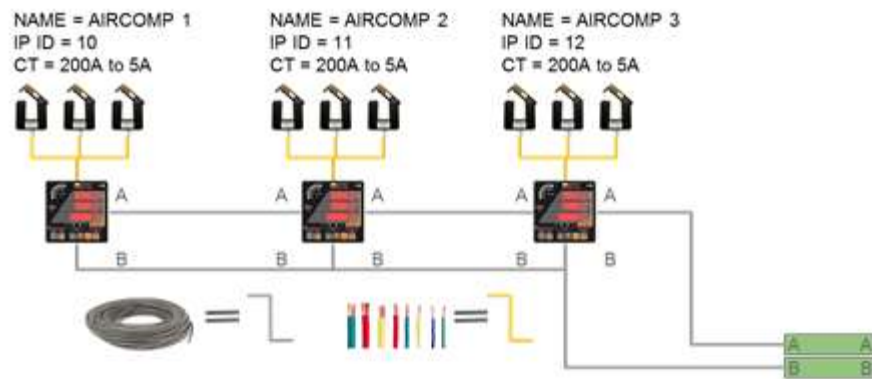 NAME = AIRCOMP 1
IP ID = 10
CT = 200A to 5A
NAME = AIRCOMP 2
IP ID = 11
CT = 200A to 5A
NAME = AIRCOMP 3
IP ID = 12
CT = 200A to 5A
A
A
A
A
A
B
B
B
B
B
A A
B B